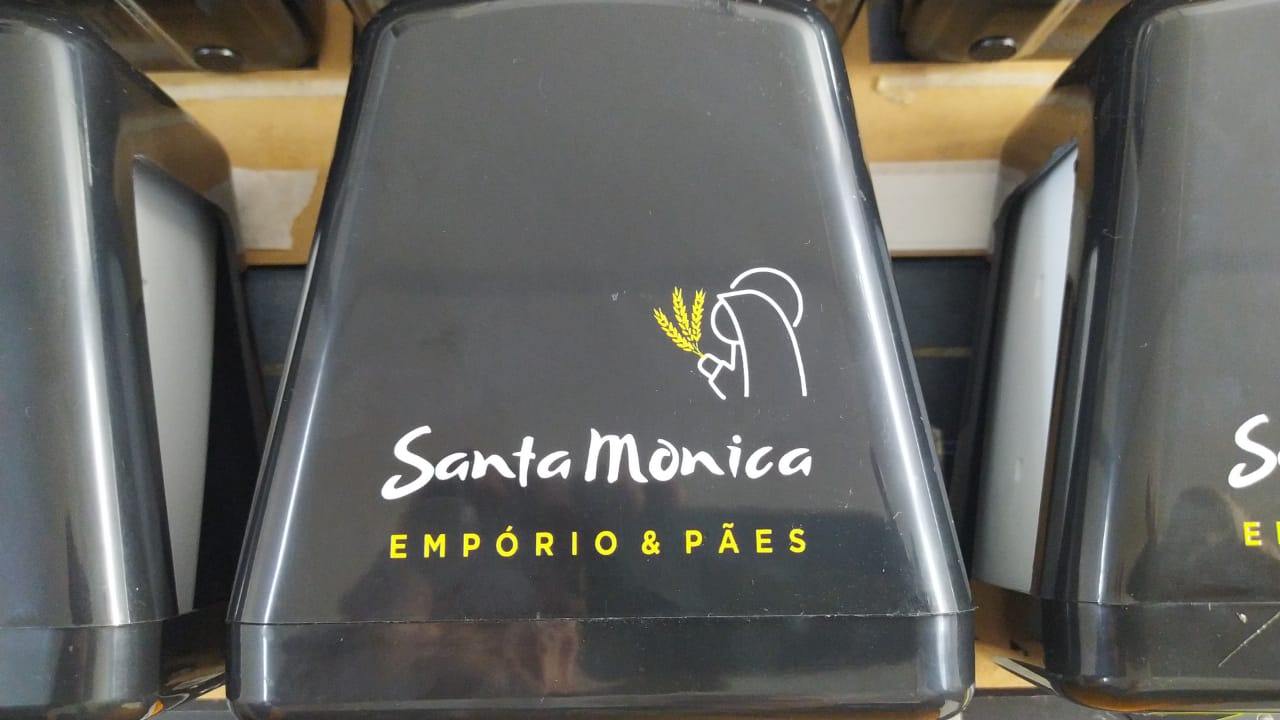 Santa Monica
EMPÓRIO & PÃES